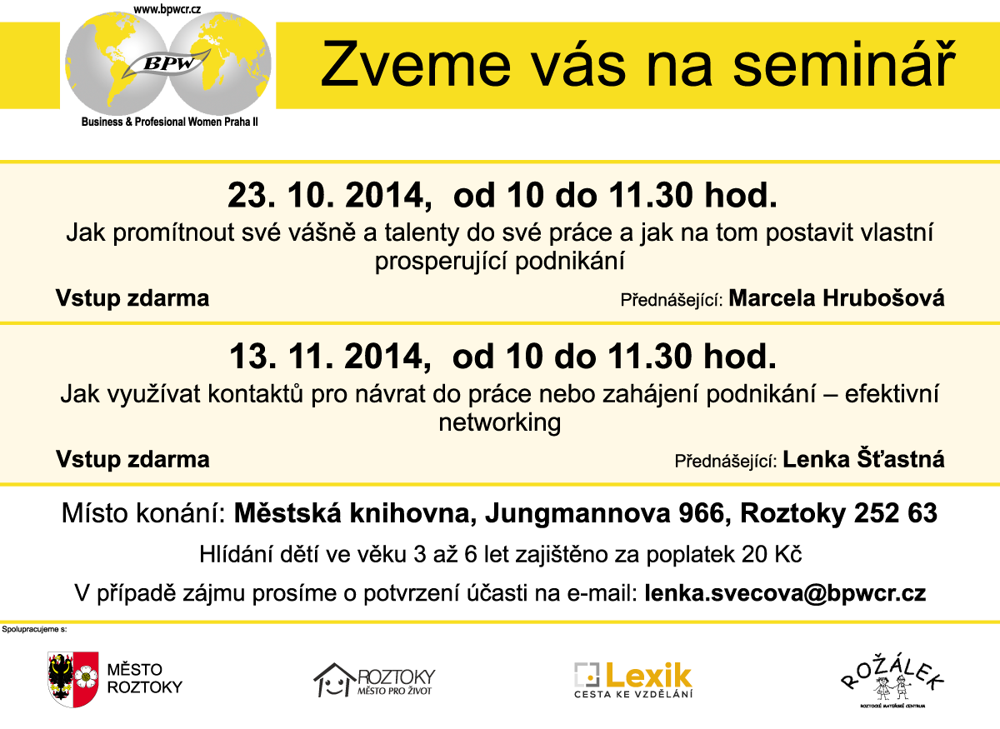 www.bpwcr.cz
BPW
Business & Profesional Women Praha II
Zveme vás na seminář
23. 10. 2014, od 10 do 11.30 hod.
Jak promítnout své vášně a talenty do své práce a jak na tom postavit vlastní
prosperující podnikání
Vstup zdarma Přednášející: Marcela Hrubošová
13. 11. 2014, od 10 do 11.30 hod.
Jak využívat kontaktů pro návrat do práce nebo zahájení podnikání – efektivní
networking
Vstup zdarma Přednášející: Lenka Šťastná
Místo konání: Městská knihovna, Jungmannova 966, Roztoky 252 63
Hlídání dětí ve věku 3 až 6 let zajištěno za poplatek 20 Kč
V případě zájmu prosíme o potvrzení účasti na e-mail: lenka.svecova@bpwcr.cz
Spolupracujeme s:
MĚSTO
ROZTOKY
ROZTOKY
MĚSTO PRO ŽIVOT
Lexik
CESTA KE VZDĚLÁNÍ
ROŽÁLEK
ROZTOCKÉ MATEŘSKÉ CENTRUM